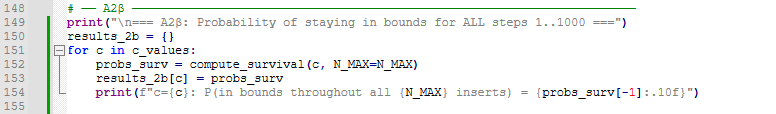 148 # — A2β ————————————————————————————————
149 print("\n=== A2β: Probability of staying in bounds for ALL steps 1..1000 ===")
150 results_2b = {}
151 for c in c_values:
152 probs_surv = compute_survival(c, N_MAX=N_MAX)
153 results_2b[c] = probs_surv
154 print(f"c={c}: P(in bounds throughout all {N_MAX} inserts) = {probs_surv[-1]:.10f}")
155